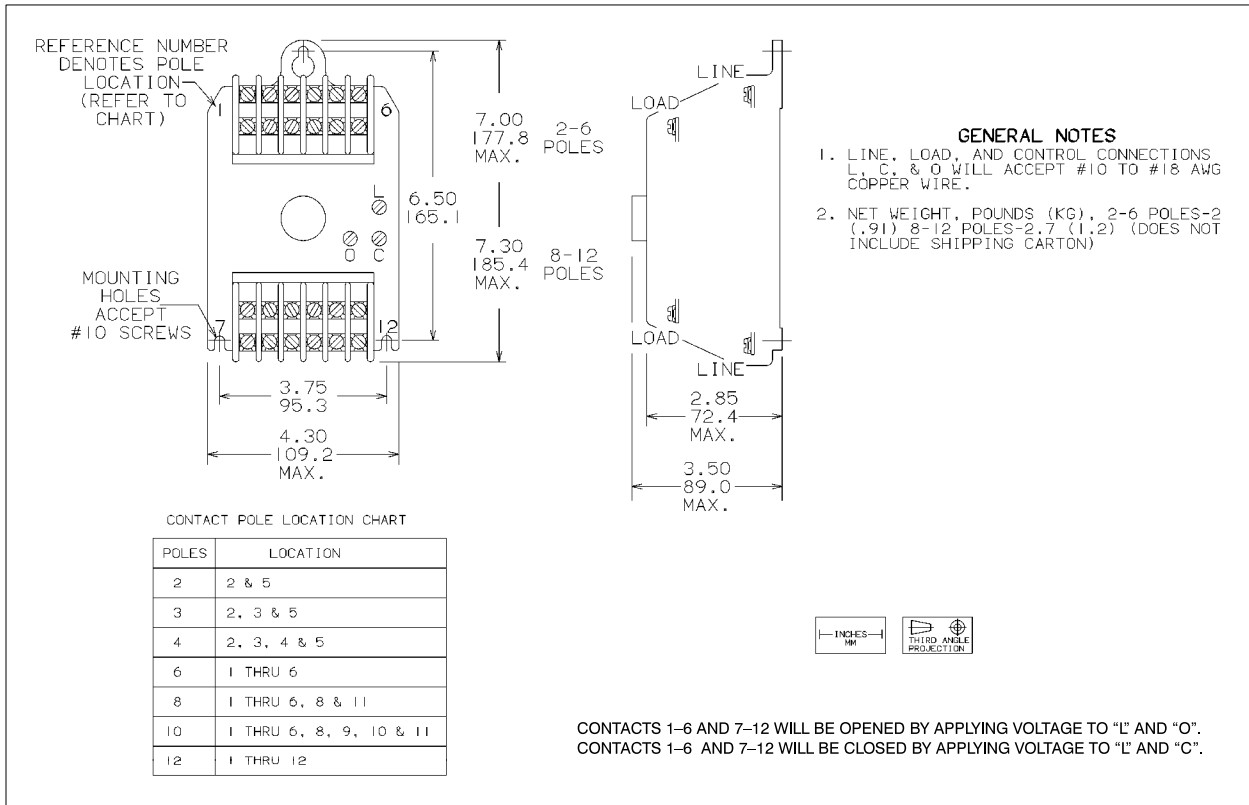 REFERENCE NUMBER
DENOTES POLE
LOCATION
(REFER TO
CHART)
1
6
L
O C
MOUNTING
HOLES
ACCEPT
#10 SCREWS
7
12
7.00
177.8
MAX.
2-6
POLES
6.50
165.1
7.30
185.4
MAX.
8-12
POLES
3.75
95.3
4.30
109.2
MAX.
LINE
LOAD
LOAD
LINE
2.85
72.4
MAX.
3.50
89.0
MAX.
GENERAL NOTES
1. LINE, LOAD, AND CONTROL CONNECTIONS
L, C, & O WILL ACCEPT #10 TO #18 AWG
COPPER WIRE.
2. NET WEIGHT, POUNDS (KG), 2-6 POLES-2
(.91) 8-12 POLES-2.7 (1.2) (DOES NOT
INCLUDE SHIPPING CARTON)
CONTACT POLE LOCATION CHART
POLES LOCATION
2 2 & 5
3 2, 3 & 5
4 2, 3, 4 & 5
6 1 THRU 6
8 1 THRU 6, 8 & 11
10 1 THRU 6, 8, 9, 10 & 11
12 1 THRU 12
INCHES
MM
THIRD ANGLE
PROJECTION
CONTACTS 1–6 AND 7–12 WILL BE OPENED BY APPLYING VOLTAGE TO “L” AND “O”.
CONTACTS 1–6 AND 7–12 WILL BE CLOSED BY APPLYING VOLTAGE TO “L” AND “C”.